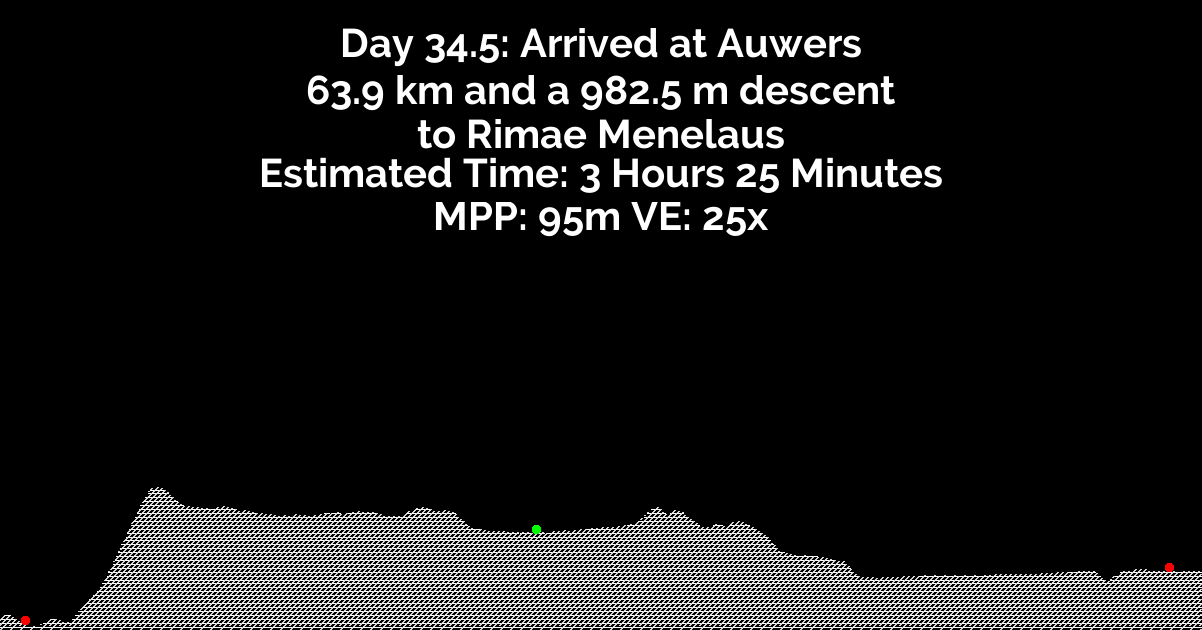 Day 34.5: Arrived at Auwers
63.9 km and a 982.5 m descent
to Rimae Menelaus
Estimated Time: 3 Hours 25 Minutes
MPP: 95m VE: 25x